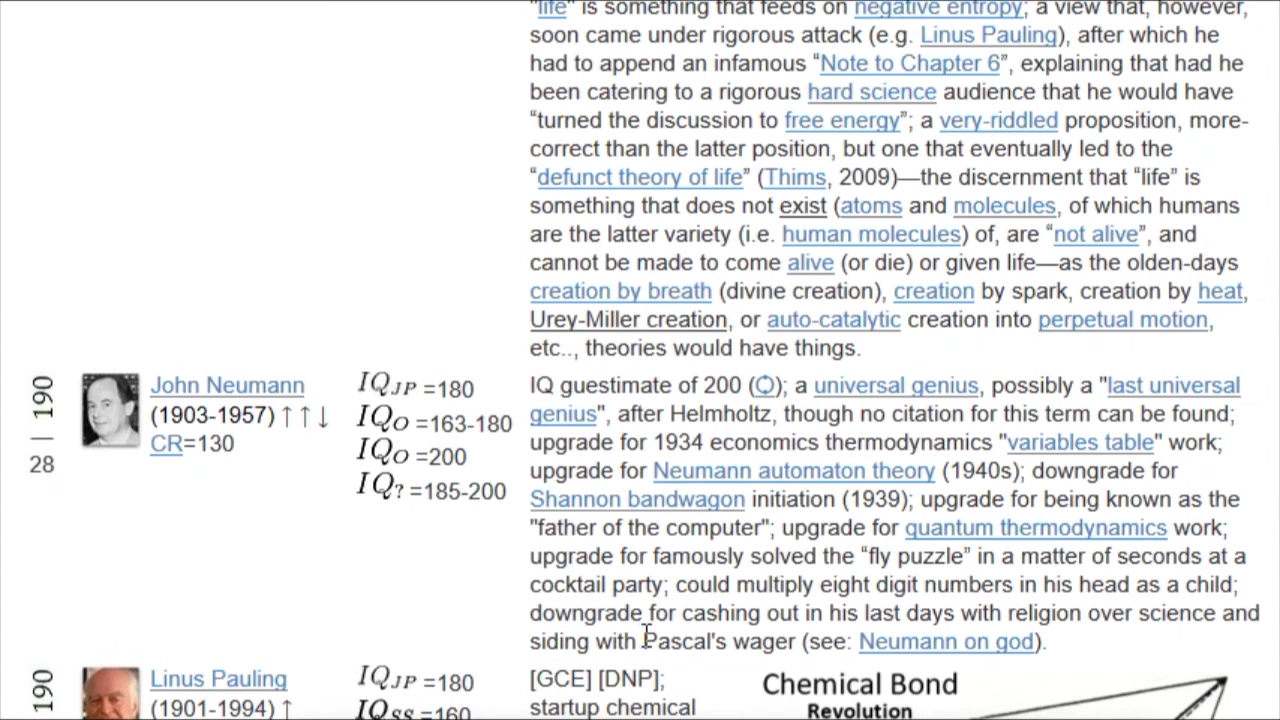 "life" is something that feeds on negative entropy; a view that, however,
soon came under rigorous attack (e.g. Linus Pauling), after which he
had to append an infamous “Note to Chapter 6”, explaining that had he
been catering to a rigorous hard science audience that he would have
“turned the discussion to free energy”; a very-riddled proposition, more-
correct than the latter position, but one that eventually led to the
“defunct theory of life” (Thims, 2009)—the discernment that “life” is
something that does not exist (atoms and molecules, of which humans
are the latter variety (i.e. human molecules) of, are “not alive”, and
cannot be made to come alive (or die) or given life—as the olden-days
creation by breath (divine creation), creation by spark, creation by heat,
Urey-Miller creation, or auto-catalytic creation into perpetual motion,
etc.., theories would have things.
190 | 28
John Neumann
(1903-1957) ↑ ↑ ↓
CR=130
IQJP =180
IQO =163-180
IQO =200
IQ? =185-200
IQ guestimate of 200 (Ö); a universal genius, possibly a "last universal
genius", after Helmholtz, though no citation for this term can be found;
upgrade for 1934 economics thermodynamics "variables table" work;
upgrade for Neumann automaton theory (1940s); downgrade for
Shannon bandwagon initiation (1939); upgrade for being known as the
"father of the computer"; upgrade for quantum thermodynamics work;
upgrade for famously solved the “fly puzzle” in a matter of seconds at a
cocktail party; could multiply eight digit numbers in his head as a child;
downgrade for cashing out in his last days with religion over science and
siding with Pascal's wager (see: Neumann on god).
190
Linus Pauling
(1901-1994) ↑
IQJP =180
IQSS =160
[GCE] [DNP];
startup chemical
Chemical Bond
Revolution